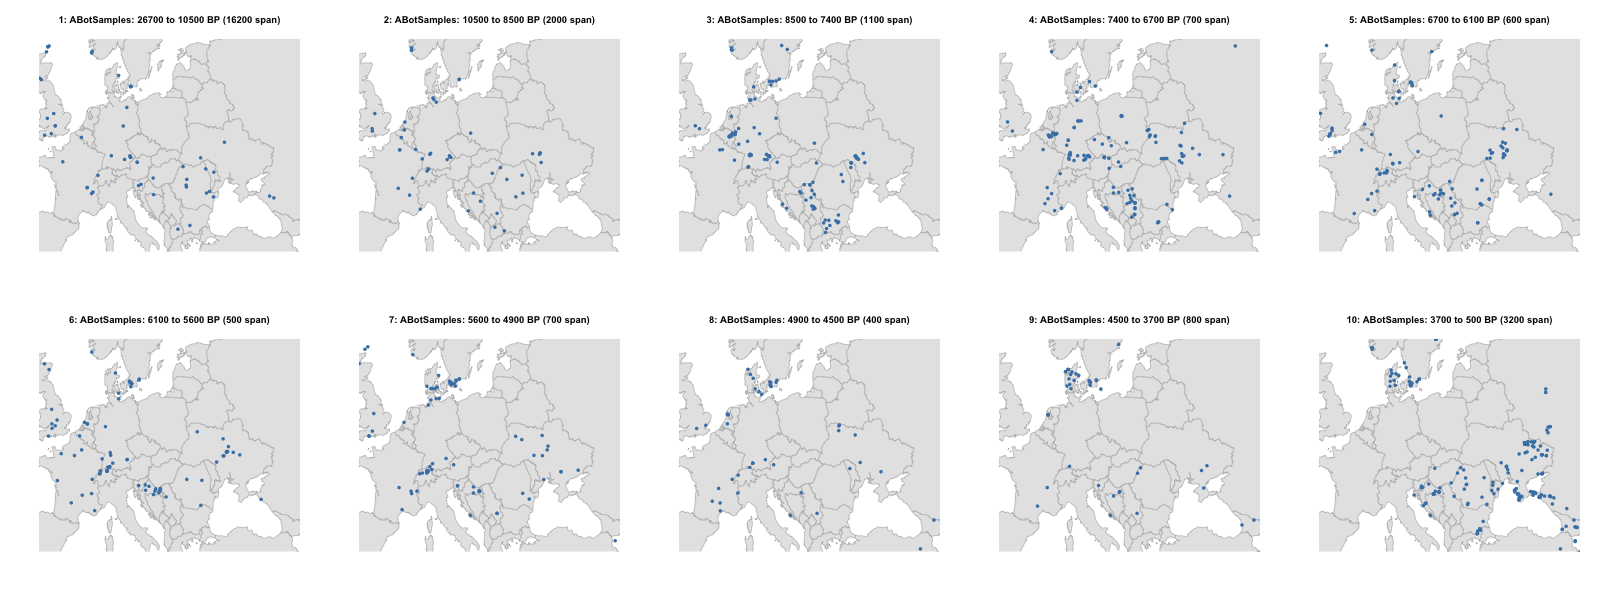 1: ABotSamples: 26700 to 10500 BP (16200 span)
2: ABotSamples: 10500 to 8500 BP (2000 span)
3: ABotSamples: 8500 to 7400 BP (1100 span)
4: ABotSamples: 7400 to 6700 BP (700 span)
5: ABotSamples: 6700 to 6100 BP (600 span)
6: ABotSamples: 6100 to 5600 BP (500 span)
7: ABotSamples: 5600 to 4900 BP (700 span)
8: ABotSamples: 4900 to 4500 BP (400 span)
9: ABotSamples: 4500 to 3700 BP (800 span)
10: ABotSamples: 3700 to 500 BP (3200 span)